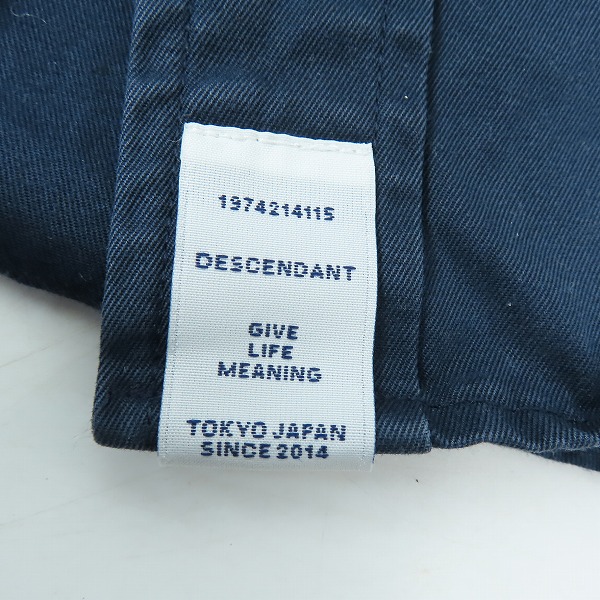 1974214115
DESCENDANT
GIVE
LIFE
MEANING
TOKYO JAPAN
SINCE 2014